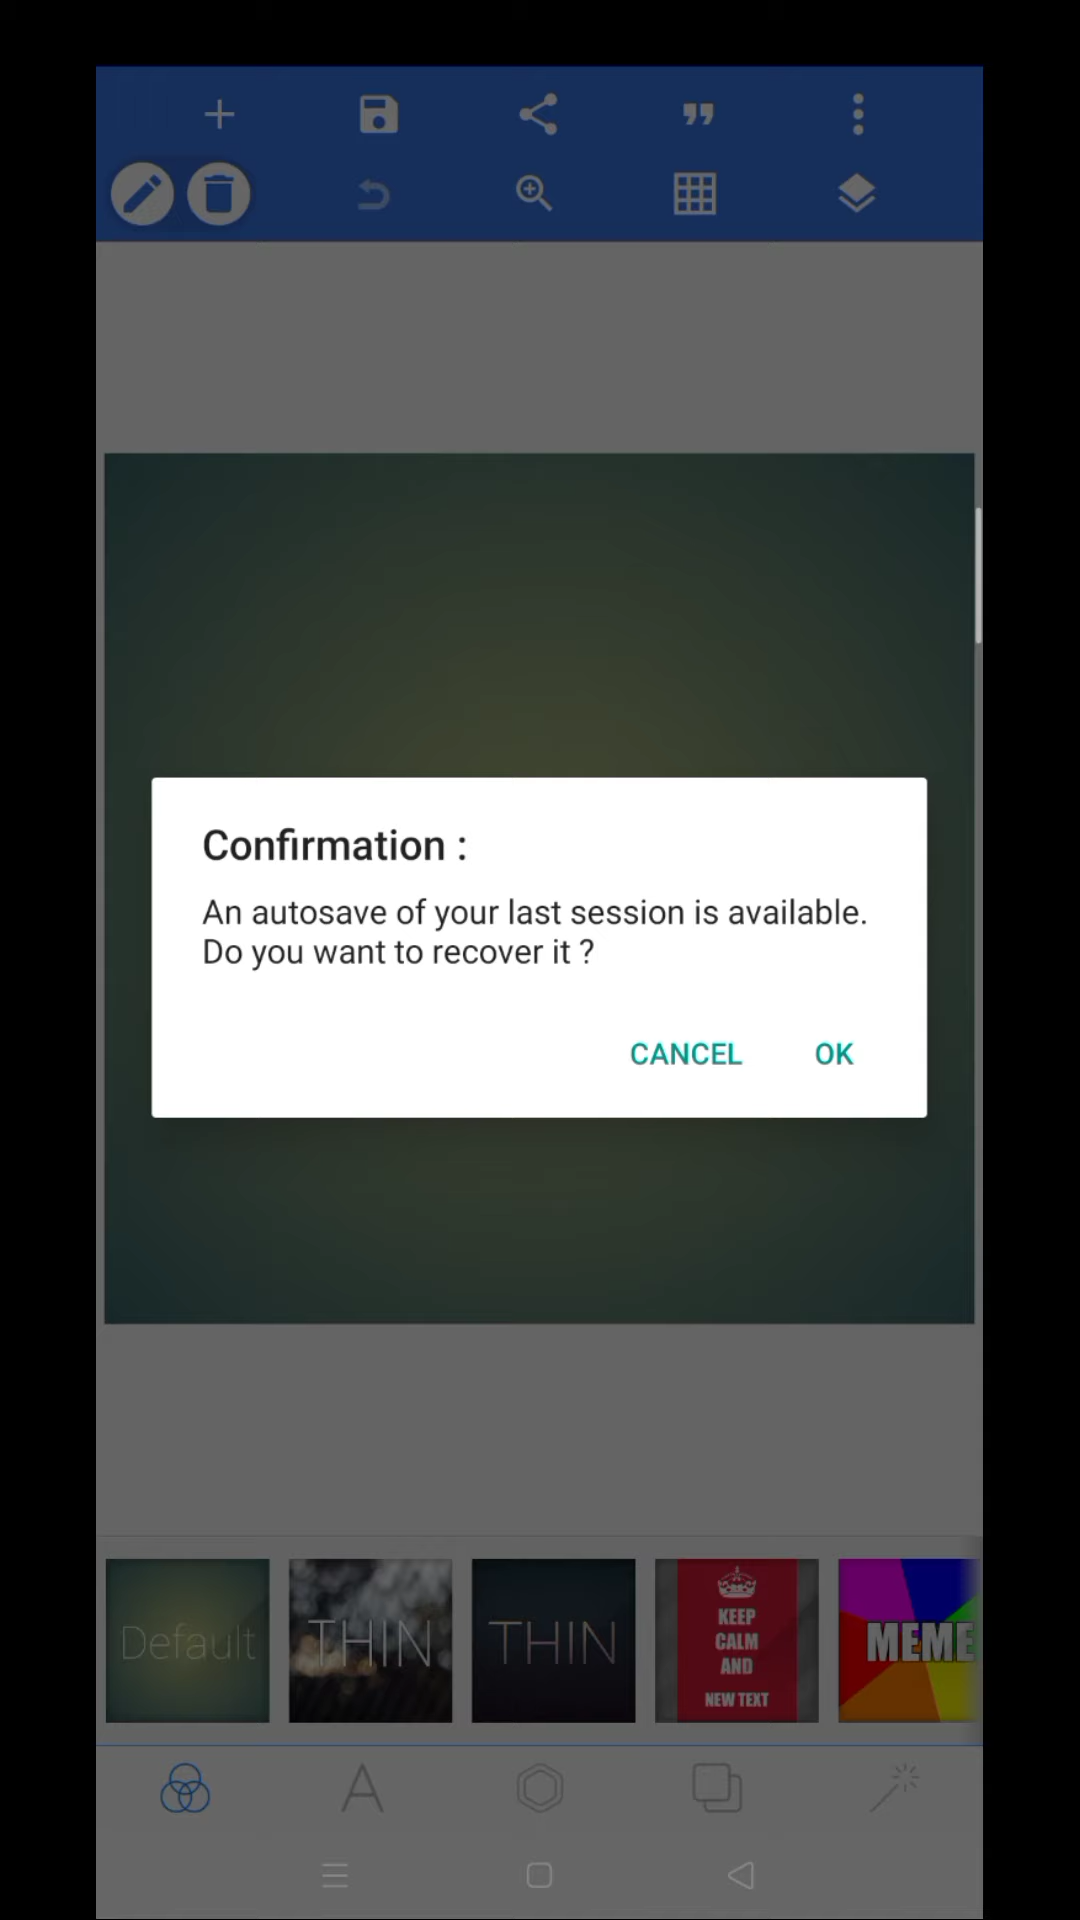 Confirmation :
An autosave of your last session is available.
Do you want to recover it ?
CANCEL OK
Default
THIN
THIN
KEEP
CALM
AND
NEW TEXT
MEME